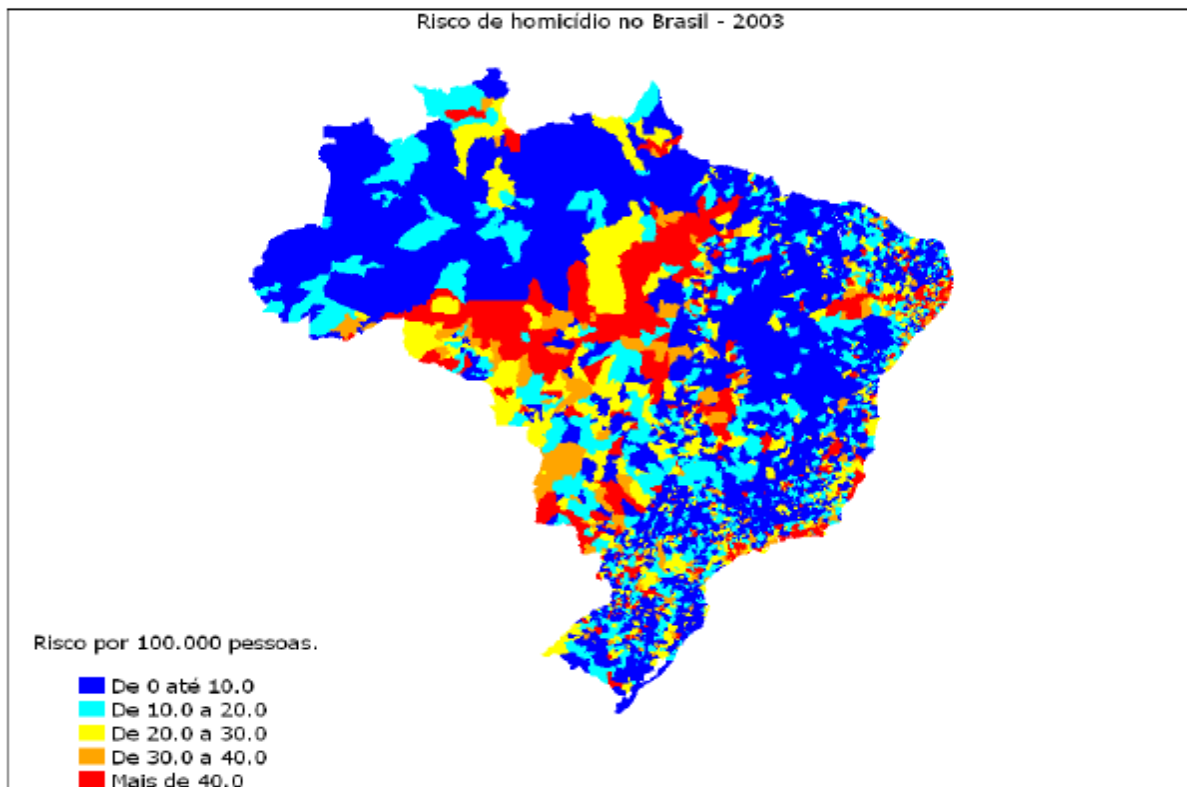 Risco de homicídio no Brasil - 2003
Risco por 100.000 pessoas.
De 0 até 10.0
De 10.0 a 20.0
De 20.0 a 30.0
De 30.0 a 40.0
Mais de 40.0